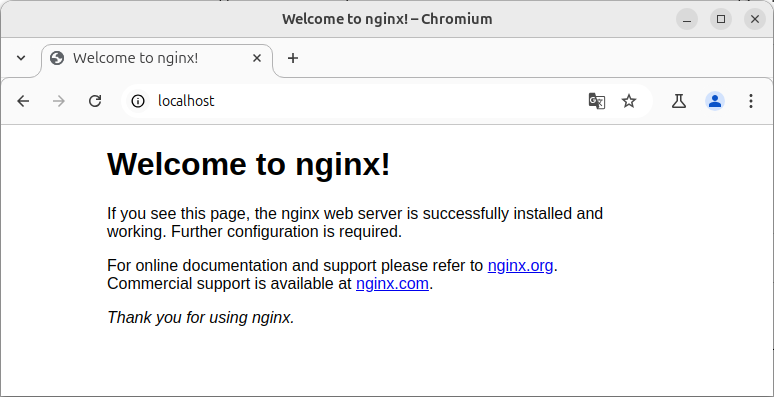 Welcome to nginx! – Chromium
Welcome to nginx!
localhost
Welcome to nginx!
If you see this page, the nginx web server is successfully installed and
working. Further configuration is required.
For online documentation and support please refer to nginx.org.
Commercial support is available at nginx.com.
Thank you for using nginx.